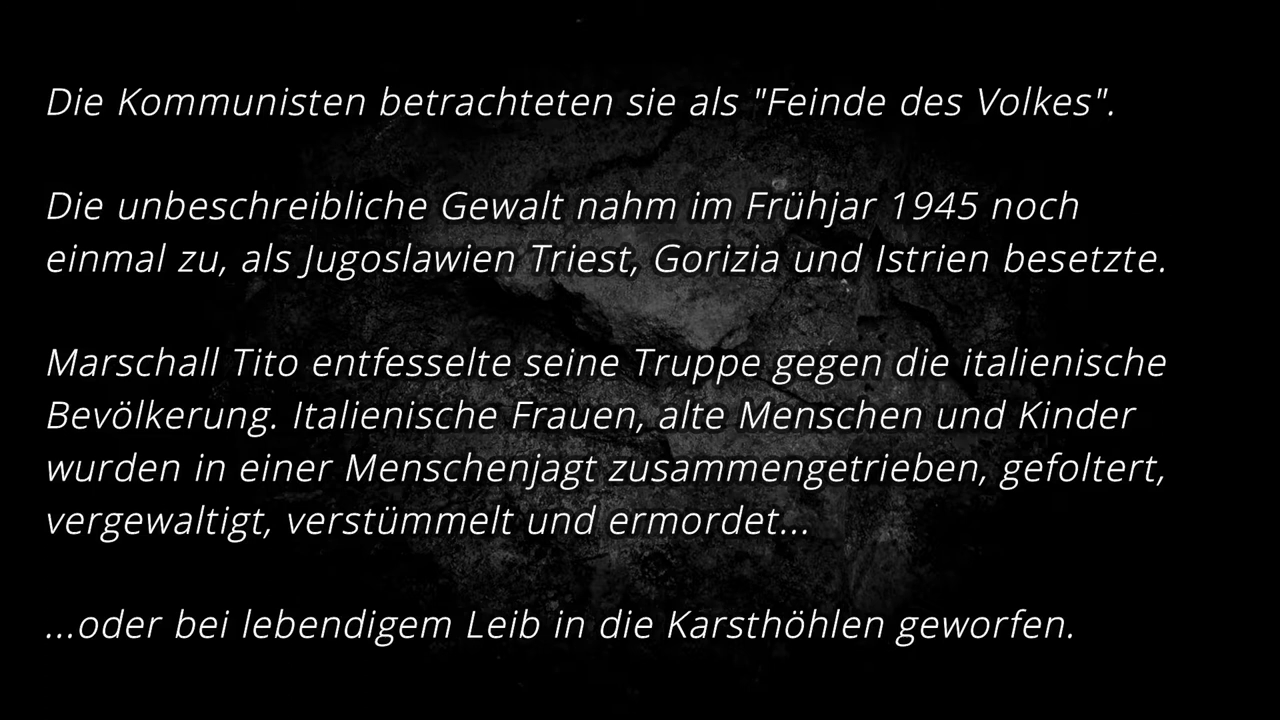 Die Kommunisten betrachteten sie als "Feinde des Volkes".
Die unbeschreibliche Gewalt nahm im Frühjar 1945 noch
einmal zu, als Jugoslawien Triest, Gorizia und Istrien besetzte.
Marschall Tito entfesselte seine Truppe gegen die italienische
Bevölkerung. Italienische Frauen, alte Menschen und Kinder
wurden in einer Menschenjagt zusammengetrieben, gefoltert,
vergewaltigt, verstümmelt und ermordet...
...oder bei lebendigem Leib in die Karsthöhlen geworfen.